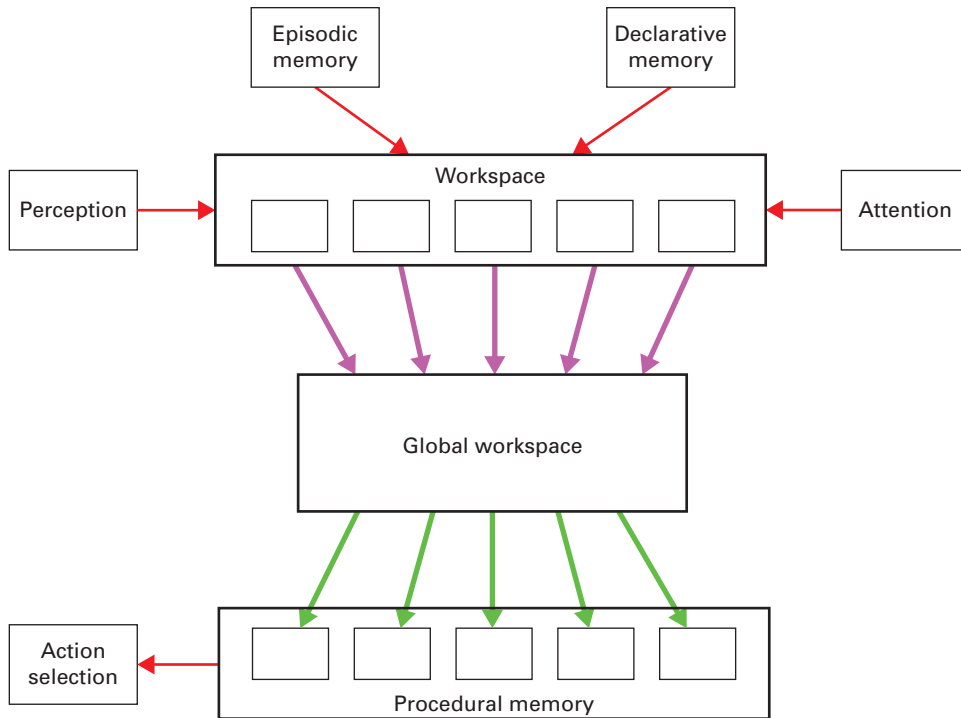 Episodic
memory
Declarative
memory
Workspace
Perception
Attention
Global workspace
Action
selection
Procedural memory